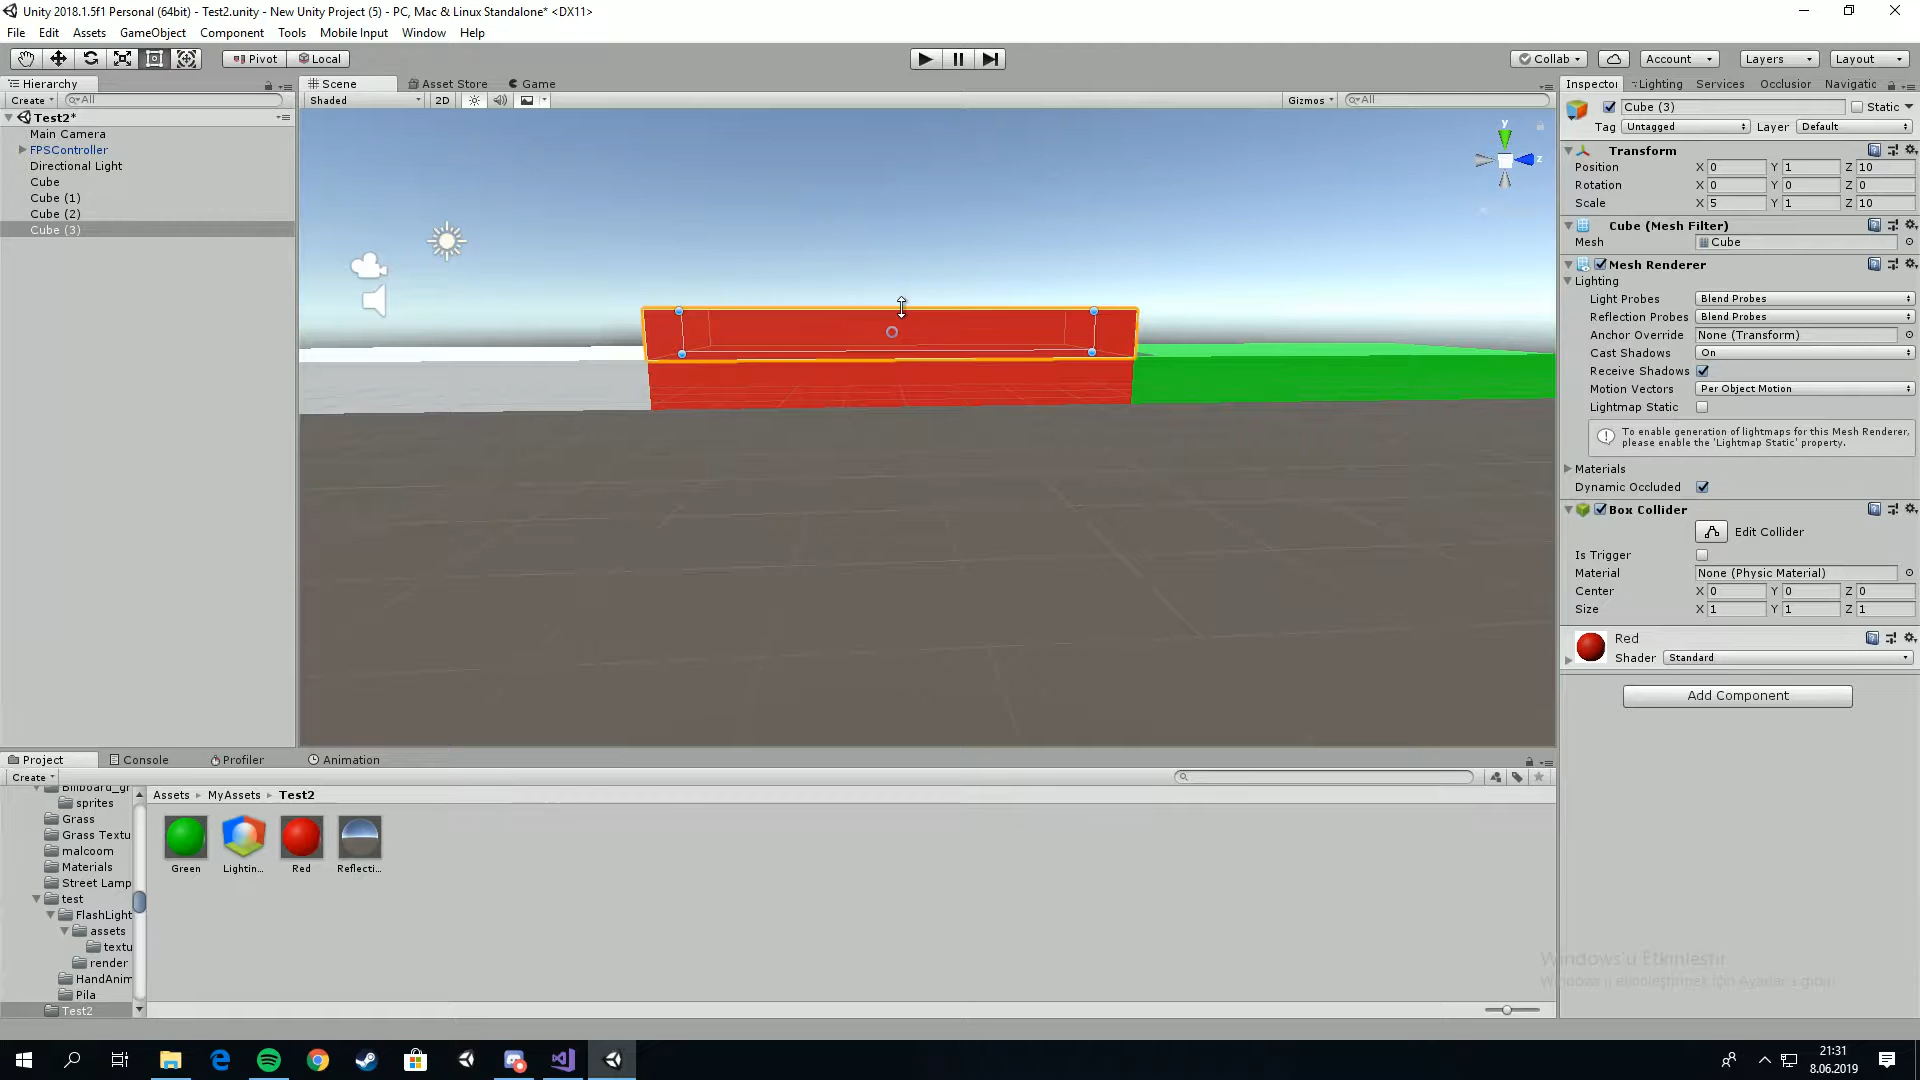 Unity 2018.1.5f1 Personal (64bit) - Test2.unity - New Unity Project (5) - PC, Mac & Linux Standalone* <DX11>
File Edit Assets GameObject Component Tools Mobile Input Window Help
Pivot Local Collab Account Layers Layout
Hierarchy
Create All
Test2*
Main Camera
FPSController
Directional Light
Cube
Cube (1)
Cube (2)
Cube (3)
Scene Asset Store Game
Shaded 2D Gizmos All
y
z
Inspector Lighting Services Occlusior Navigatic
Cube (3) Static
Tag Untagged Layer Default
Transform
Position X 0 Y 1 Z 10
Rotation X 0 Y 0 Z 0
Scale X 5 Y 1 Z 10
Cube (Mesh Filter)
Mesh Cube
Mesh Renderer
Lighting
Light Probes Blend Probes
Reflection Probes Blend Probes
Anchor Override None (Transform)
Cast Shadows On
Receive Shadows
Motion Vectors Per Object Motion
Lightmap Static
To enable generation of lightmaps for this Mesh Renderer, please enable the 'Lightmap Static' property.
Materials
Dynamic Occluded
Box Collider
Edit Collider
Is Trigger
Material None (Physic Material)
Center X 0 Y 0 Z 0
Size X 1 Y 1 Z 1
Red
Shader Standard
Add Component
Project Console Profiler Animation
Create
Billboard_gr
sprites
Grass
Grass Textu
malcoom
Materials
Street Lamp
test
FlashLight
assets
textu
render
HandAnim
Pila
Test2
Assets MyAssets Test2
Green Lightin... Red Reflecti...
Windows'u Etkinleştir
Windows'u etkinleştirmek için Ayarlar'a gidin.
21:31
8.06.2019